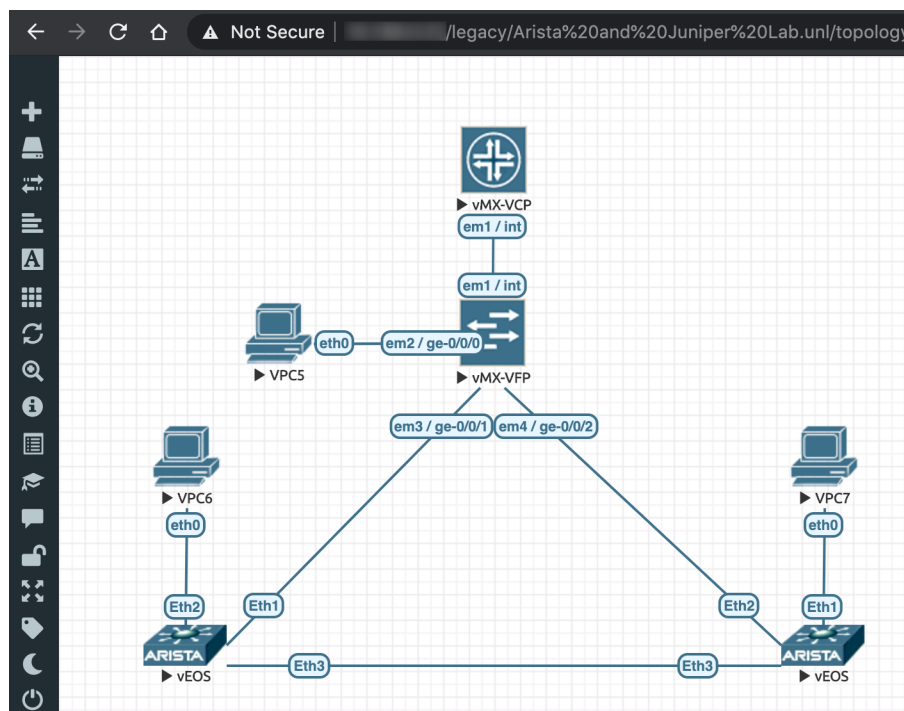 Not Secure
/legacy/Arista%20and%20Juniper%20Lab.unl/topology
A
vMX-VCP
em1 / int
em1 / int
eth0
em2 / ge-0/0/0
VPC5
vMX-VFP
em3 / ge-0/0/1
em4 / ge-0/0/2
VPC6
VPC7
eth0
eth0
Eth2
Eth1
Eth2
Eth1
ARISTA
ARISTA
Eth3
Eth3
vEOS
vEOS